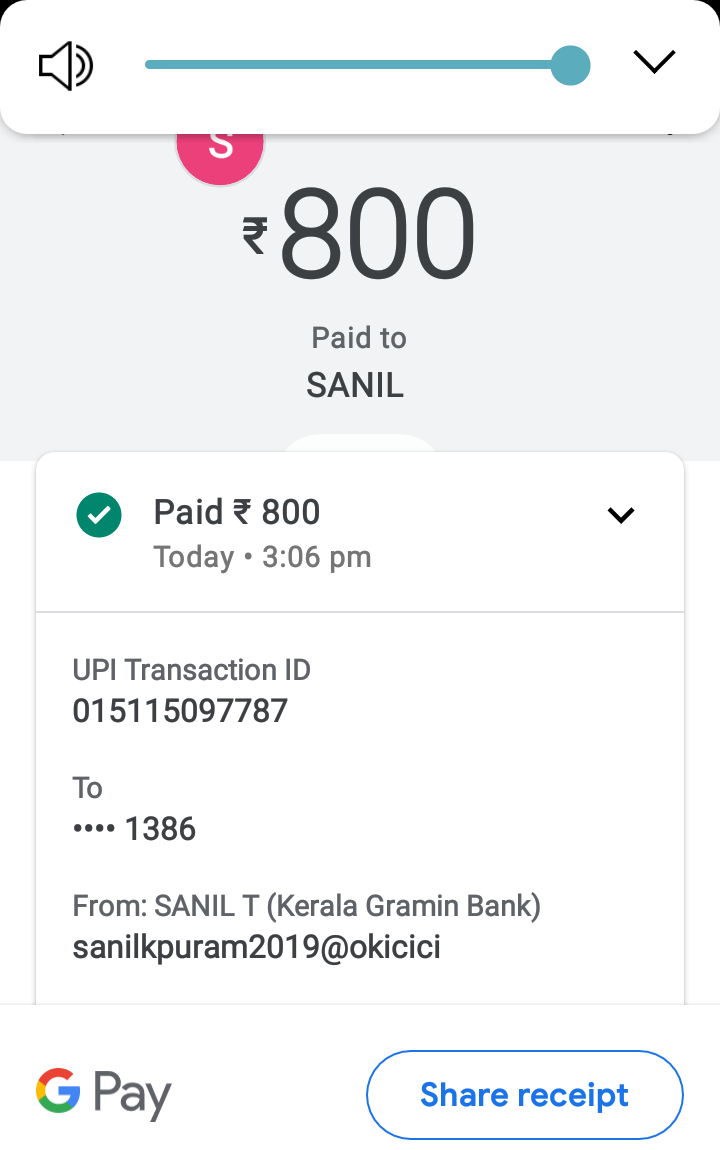 S
₹800
Paid to
SANIL
Paid ₹ 800
Today • 3:06 pm
UPI Transaction ID
015115097787
To
•••• 1386
From: SANIL T (Kerala Gramin Bank)
sanilkpuram2019@okicici
G Pay
Share receipt